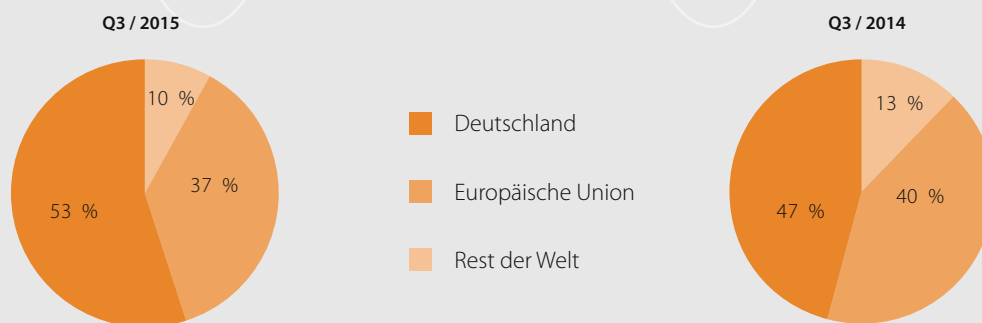 Q3 / 2015
10 %
37 %
53 %
Deutschland
Europäische Union
Rest der Welt
Q3 / 2014
13 %
40 %
47 %